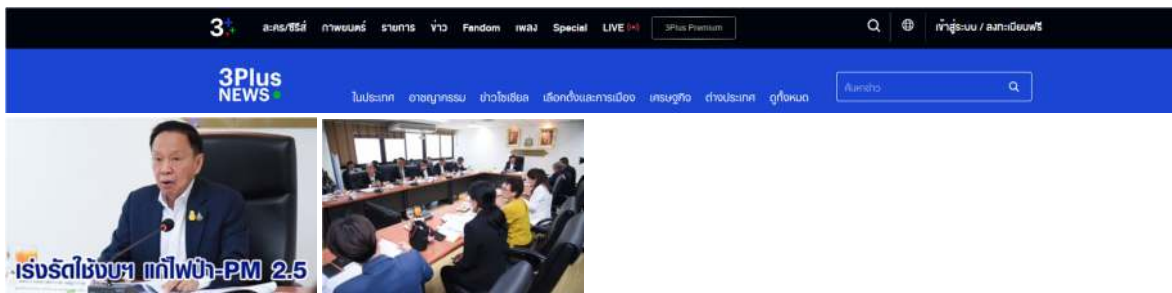 3+ ละคร/ซีรีส์ ภาพยนตร์ รายการ ข่าว Fandom เพลง Special LIVE 3Plus Premium เข้าสู่ระบบ / ลงทะเบียนฟรี
3Plus
NEWS ในประเทศ อาชญากรรม ข่าวโซเชียล เลือกตั้งและการเมือง เศรษฐกิจ ต่างประเทศ ดูทั้งหมด ค้นหาข่าว
เร่งรัดใช้งบฯ แก้ไฟป่า-PM 2.5